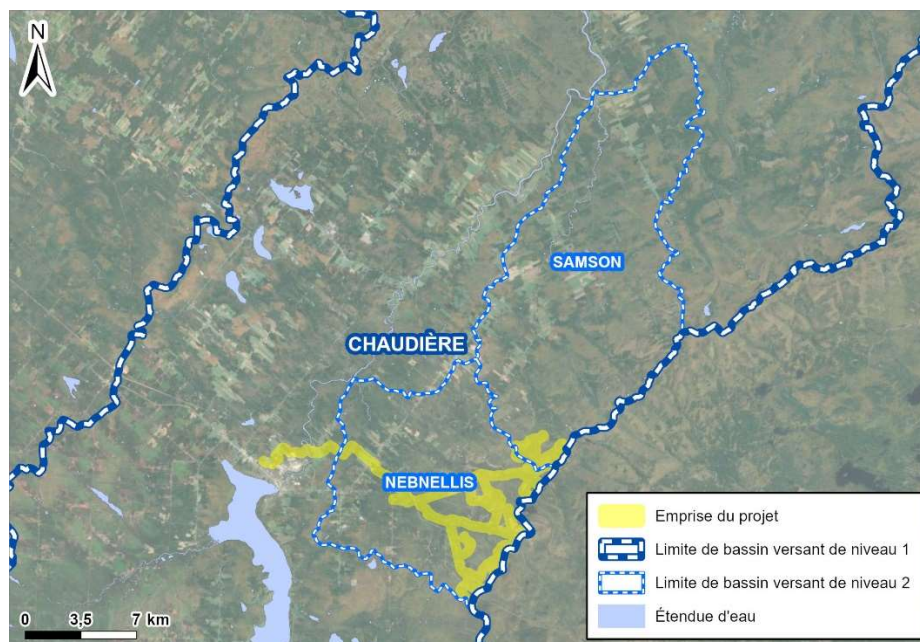 N
SAMSON
CHAUDIÈRE
NEBNELLIS
Emprise du projet
Limite de bassin versant de niveau 1
Limite de bassin versant de niveau 2
Étendue d'eau
0 3,5 7 km